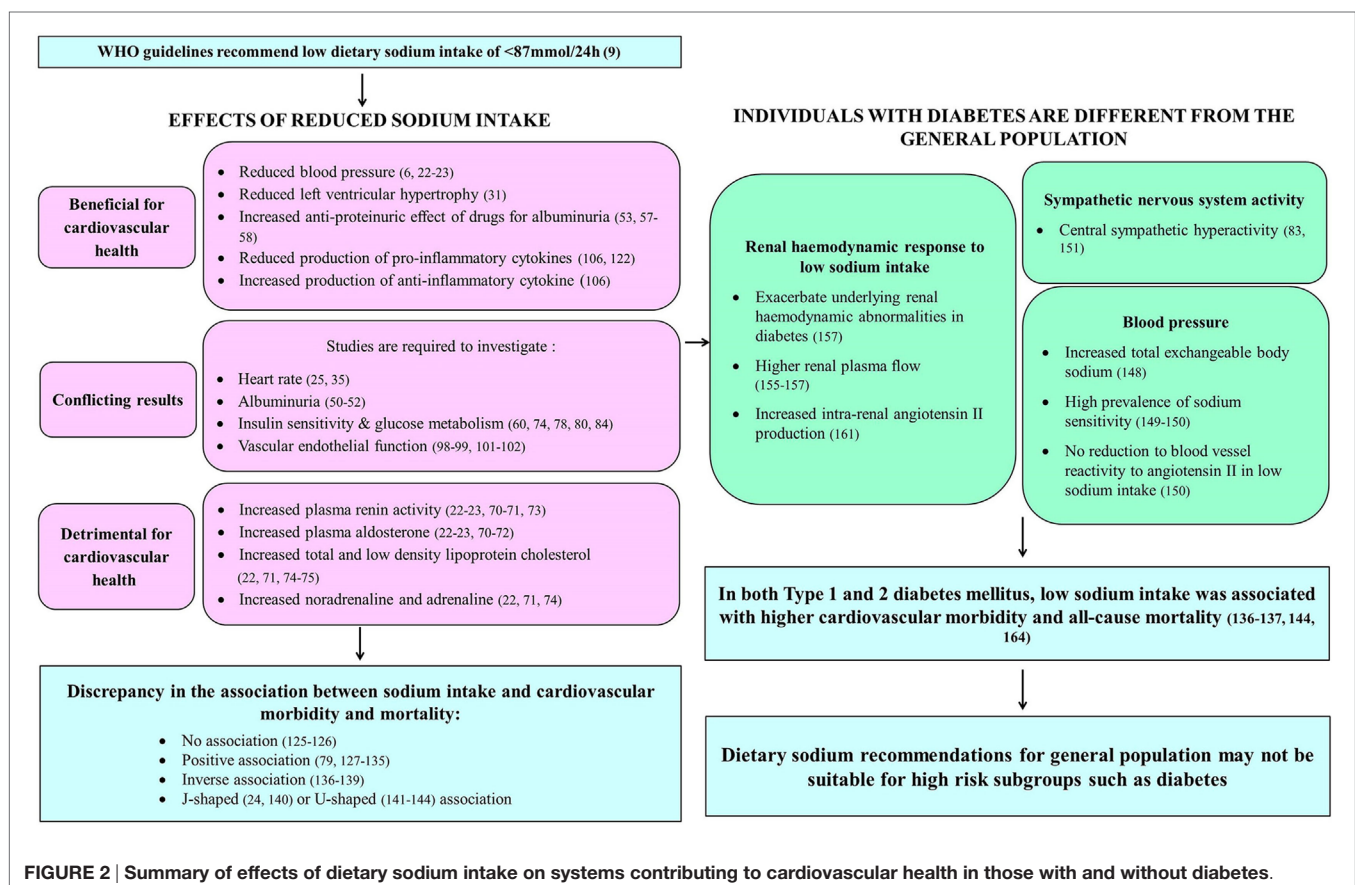 WHO guidelines recommend low dietary sodium intake of <87mmol/24h (9)
EFFECTS OF REDUCED SODIUM INTAKE
Beneficial for
cardiovascular
health
• Reduced blood pressure (6, 22-23)
• Reduced left ventricular hypertrophy (31)
• Increased anti-proteinuric effect of drugs for albuminuria (53, 57-
58)
• Reduced production of pro-inflammatory cytokines (106, 122)
• Increased production of anti-inflammatory cytokine (106)
Conflicting results
Studies are required to investigate :
• Heart rate (25, 35)
• Albuminuria (50-52)
• Insulin sensitivity & glucose metabolism (60, 74, 78, 80, 84)
• Vascular endothelial function (98-99, 101-102)
Detrimental for
cardiovascular
health
• Increased plasma renin activity (22-23, 70-71, 73)
• Increased plasma aldosterone (22-23, 70-72)
• Increased total and low density lipoprotein cholesterol
(22, 71, 74-75)
• Increased noradrenaline and adrenaline (22, 71, 74)
Discrepancy in the association between sodium intake and cardiovascular
morbidity and mortality:
• No association (125-126)
• Positive association (79, 127-135)
• Inverse association (136-139)
• J-shaped (24, 140) or U-shaped (141-144) association
INDIVIDUALS WITH DIABETES ARE DIFFERENT FROM THE
GENERAL POPULATION
Renal haemodynamic response to
low sodium intake
• Exacerbate underlying renal
haemodynamic abnormalities in
diabetes (157)
• Higher renal plasma flow
(155-157)
• Increased intra-renal angiotensin II
production (161)
Sympathetic nervous system activity
• Central sympathetic hyperactivity (83,
151)
Blood pressure
• Increased total exchangeable body
sodium (148)
• High prevalence of sodium
sensitivity (149-150)
• No reduction to blood vessel
reactivity to angiotensin II in low
sodium intake (150)
In both Type 1 and 2 diabetes mellitus, low sodium intake was associated
with higher cardiovascular morbidity and all-cause mortality (136-137, 144,
164)
Dietary sodium recommendations for general population may not be
suitable for high risk subgroups such as diabetes
FIGURE 2 | Summary of effects of dietary sodium intake on systems contributing to cardiovascular health in those with and without diabetes.